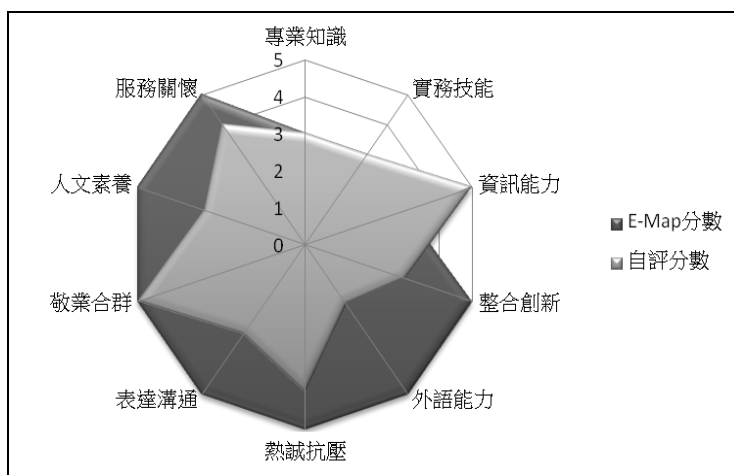 專業知識
實務技能
資訊能力
整合創新
外語能力
熱誠抗壓
表達溝通
敬業合群
人文素養
服務關懷
5
4
3
2
1
0
E-Map分數
自評分數